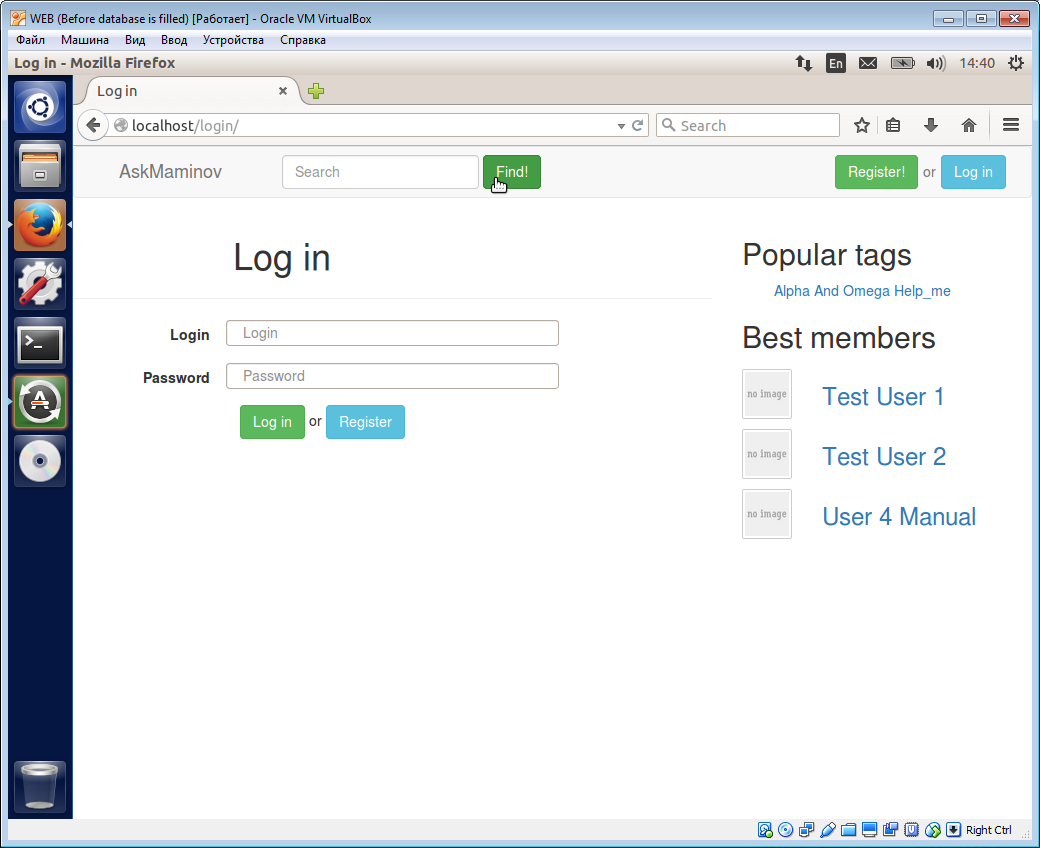 WEB (Before database is filled) [Работает] - Oracle VM VirtualBox
Файл Машина Вид Ввод Устройства Справка
Log in - Mozilla Firefox En 14:40
Log in
localhost/login/ Search
AskMaminov Search Find! Register! or Log in
Log in
Login Login
Password Password
Log in or Register
Popular tags
Alpha And Omega Help_me
Best members
no image Test User 1
no image Test User 2
no image User 4 Manual
Right Ctrl